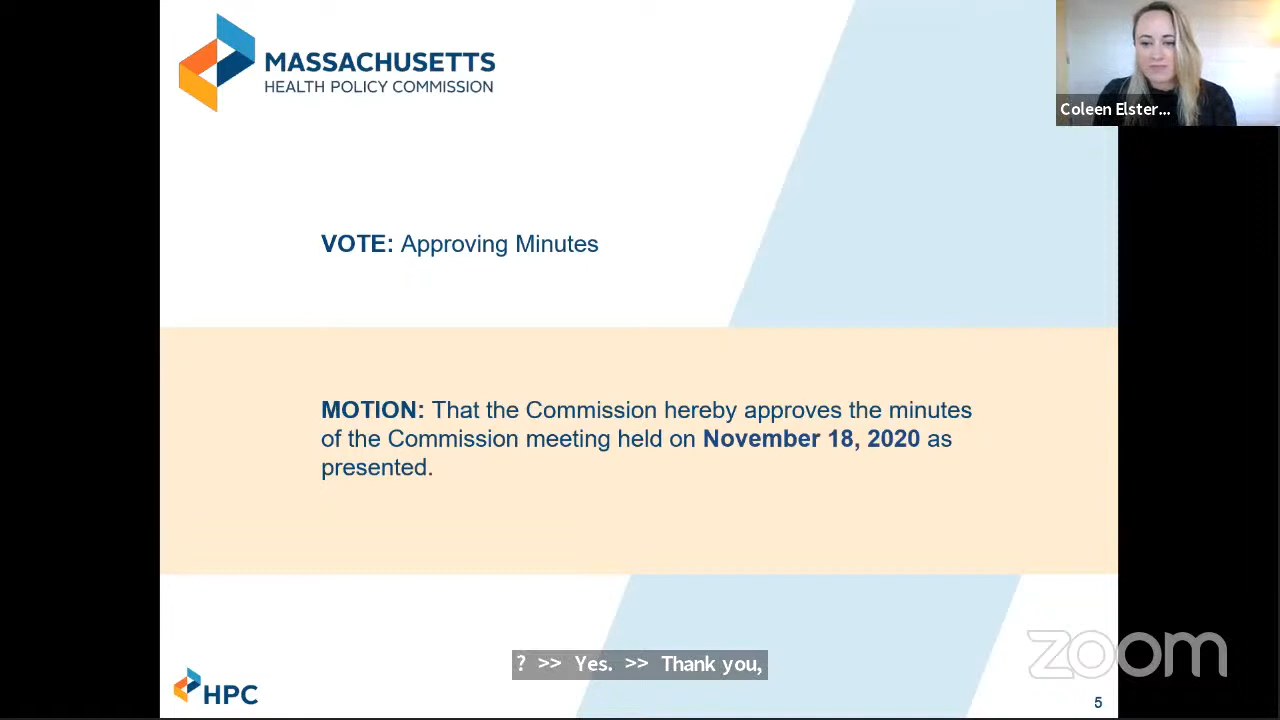 MASSACHUSETTS
HEALTH POLICY COMMISSION
Coleen Elster...
VOTE: Approving Minutes
MOTION: That the Commission hereby approves the minutes
of the Commission meeting held on November 18, 2020 as
presented.
? >> Yes. >> Thank you,
zoom
HPC
5